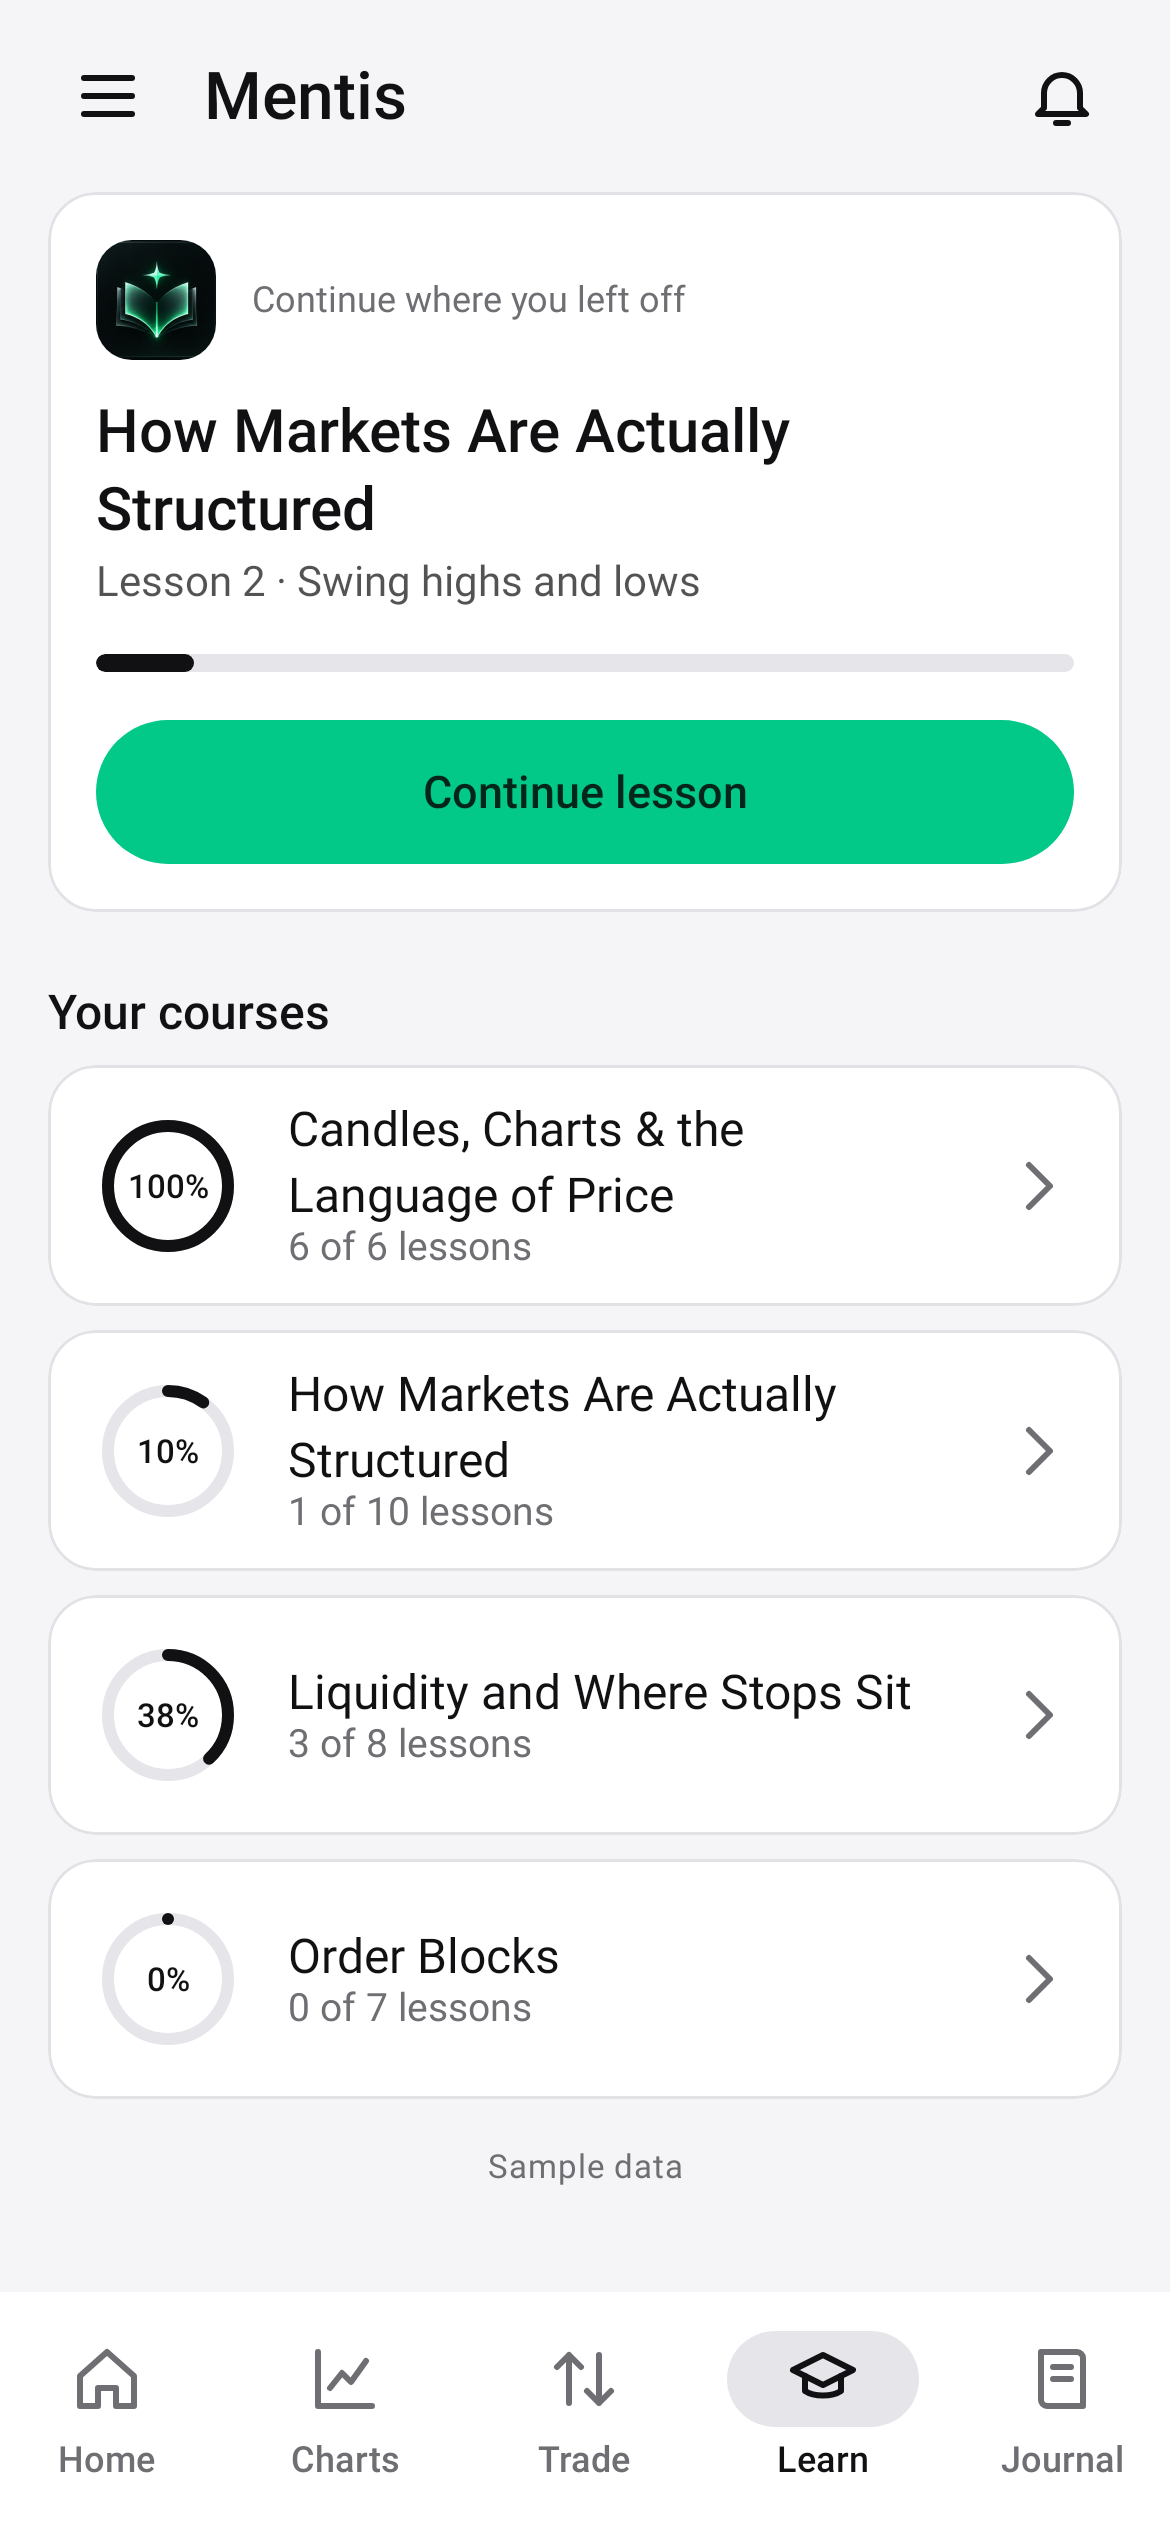 Mentis
Continue where you left off
How Markets Are Actually
Structured
Lesson 2 · Swing highs and lows
Continue lesson
Your courses
100%
Candles, Charts & the
Language of Price
6 of 6 lessons
10%
How Markets Are Actually
Structured
1 of 10 lessons
38%
Liquidity and Where Stops Sit
3 of 8 lessons
0%
Order Blocks
0 of 7 lessons
Sample data
Home
Charts
Trade
Learn
Journal